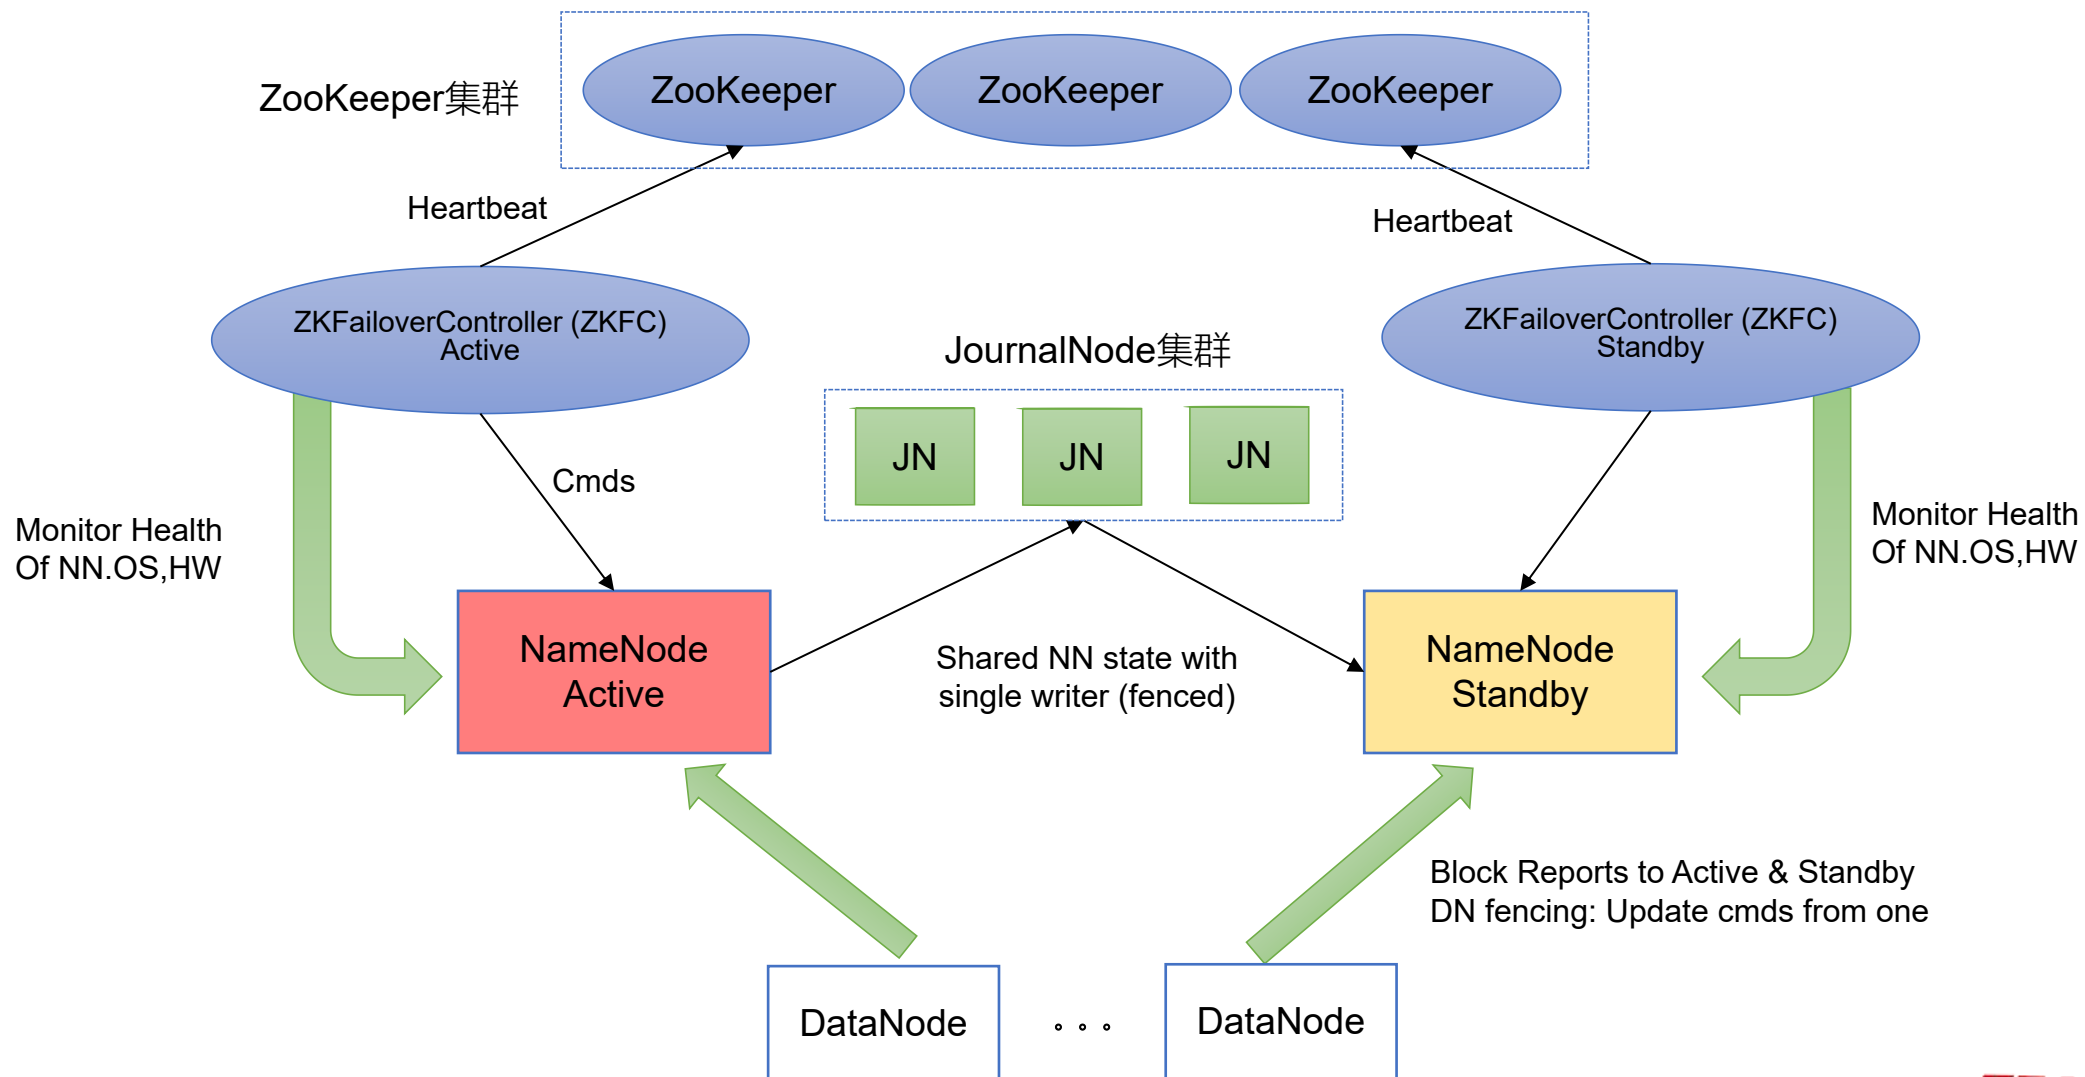 ZooKeeper集群
ZooKeeper
ZooKeeper
ZooKeeper
Heartbeat
Heartbeat
ZKFailoverController (ZKFC)
Active
ZKFailoverController (ZKFC)
Standby
JournalNode集群
JN
JN
JN
Cmds
Monitor Health
Of NN.OS,HW
Monitor Health
Of NN.OS,HW
NameNode
Active
Shared NN state with
single writer (fenced)
NameNode
Standby
Block Reports to Active & Standby
DN fencing: Update cmds from one
DataNode
。。。
DataNode